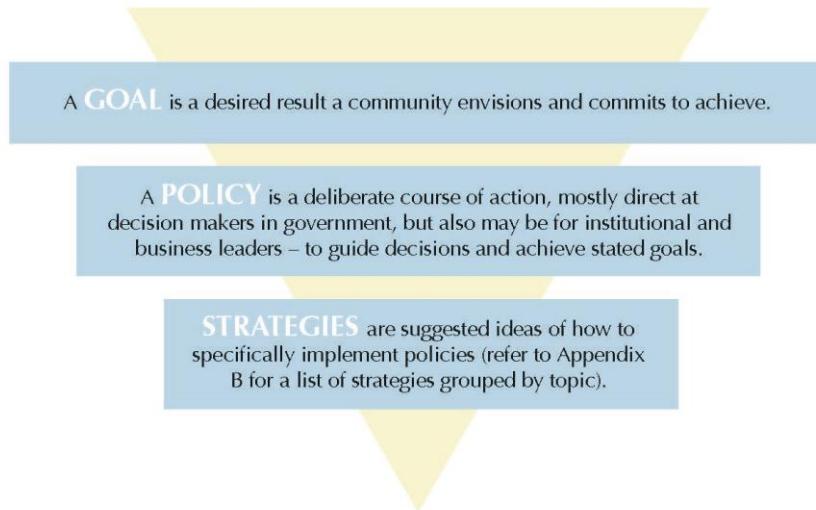 A GOAL is a desired result a community envisions and commits to achieve.
A POLICY is a deliberate course of action, mostly direct at
decision makers in government, but also may be for institutional and
business leaders – to guide decisions and achieve stated goals.
STRATEGIES are suggested ideas of how to
specifically implement policies (refer to Appendix
B for a list of strategies grouped by topic).